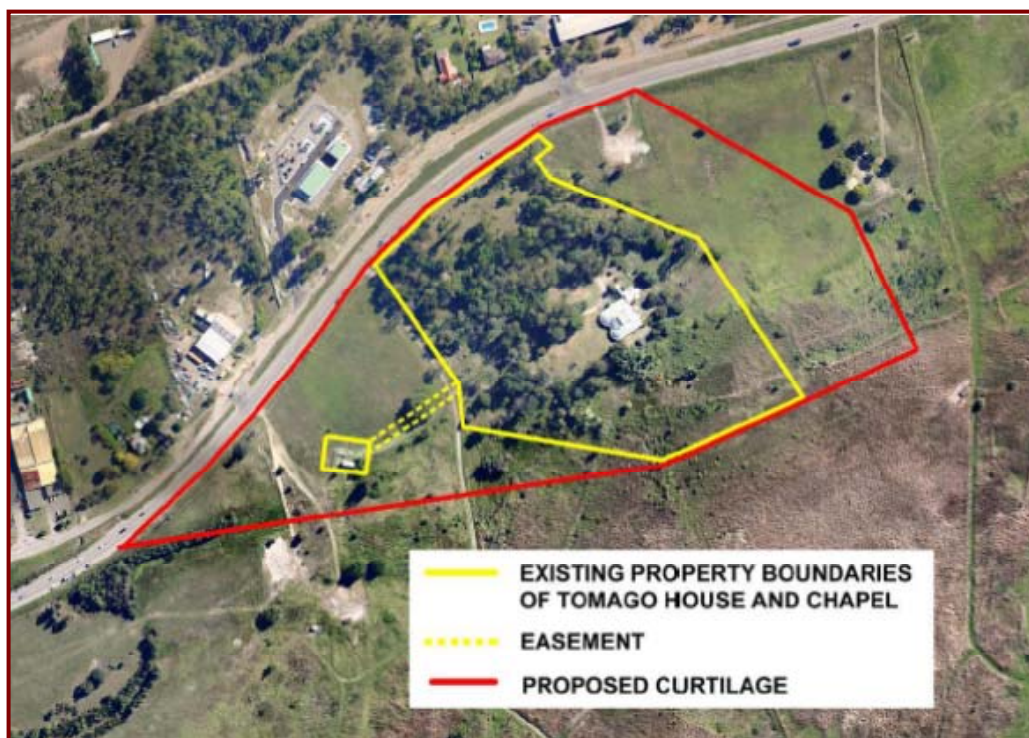 EXISTING PROPERTY BOUNDARIES
OF TOMAGO HOUSE AND CHAPEL
EASEMENT
PROPOSED CURTILAGE